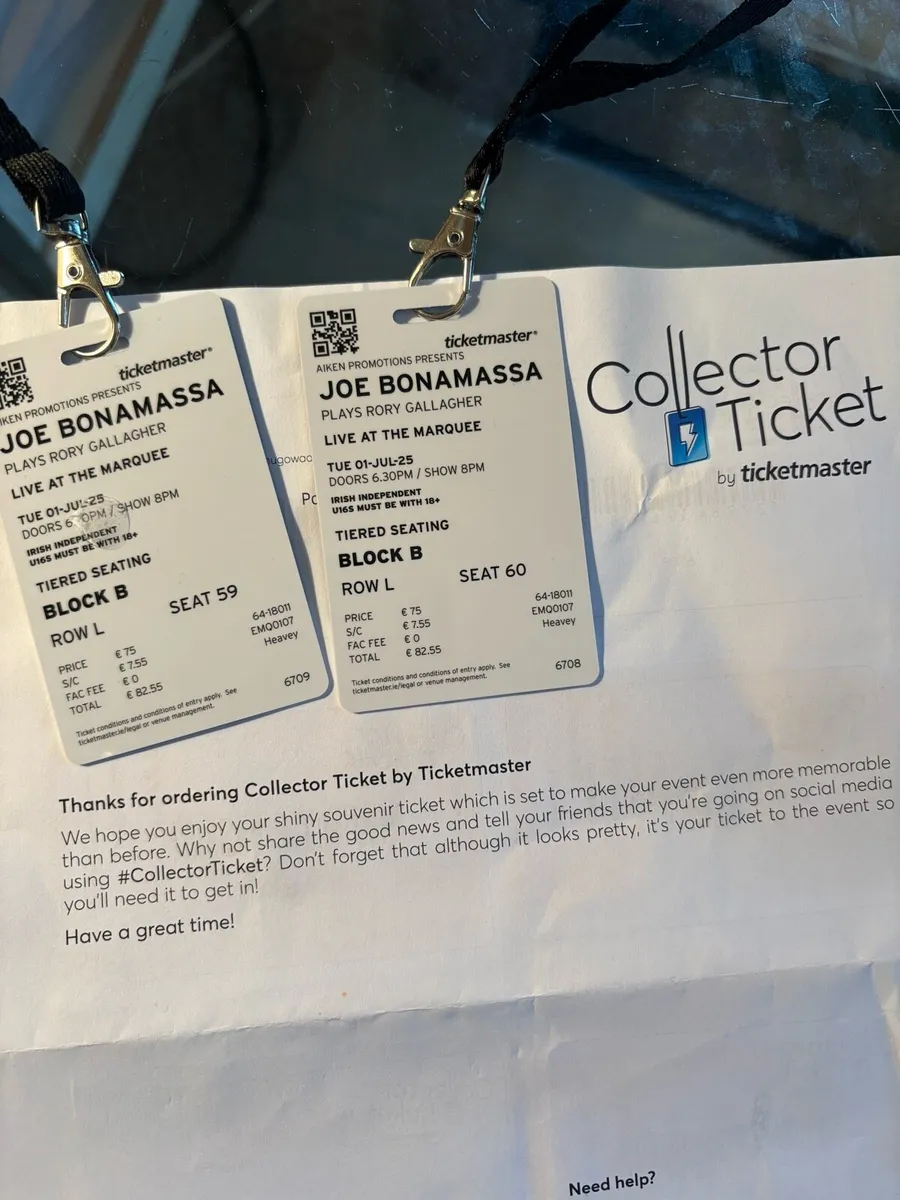 ticketmarter®
IKEN PROMOTIONS PRESENTS
JOE BONAMASSA
PLAYS RORY GALLAGHER
LIVE AT THE MARQUEE
TUE 01-JUL-25
DOORS 6. OPM / SHOW 8PM
IRISH INDEPENDENT
U16S MUST BE WITH 18+
TIERED SEATING
BLOCK B
ROW L SEAT 59
PRICE € 75
S/C € 7.55
FAC FEE € 0
TOTAL € 82.55
64-18011
EMQ0107
Heavey
Ticket conditions and conditions of entry apply. See
ticketmaster.ie/legal or venue management.
6709
ticketmaster®
AIKEN PROMOTIONS PRESENTS
JOE BONAMASSA
PLAYS RORY GALLAGHER
LIVE AT THE MARQUEE
TUE 01-JUL-25
DOORS 6.30PM / SHOW 8PM
IRISH INDEPENDENT
U16S MUST BE WITH 18+
TIERED SEATING
BLOCK B
ROW L SEAT 60
PRICE € 75
S/C € 7.55
FAC FEE € 0
TOTAL € 82.55
64-18011
EMQ0107
Heavey
Ticket conditions and conditions of entry apply. See
ticketmaster.ie/legal or venue management.
6708
Collector
Ticket
by ticketmaster
Thanks for ordering Collector Ticket by Ticketmaster
We hope you enjoy your shiny souvenir ticket which is set to make your event even more memorable
than before. Why not share the good news and tell your friends that you're going on social media
using #CollectorTicket? Don't forget that although it looks pretty, it's your ticket to the event so
you'll need it to get in!
Have a great time!
Need help?